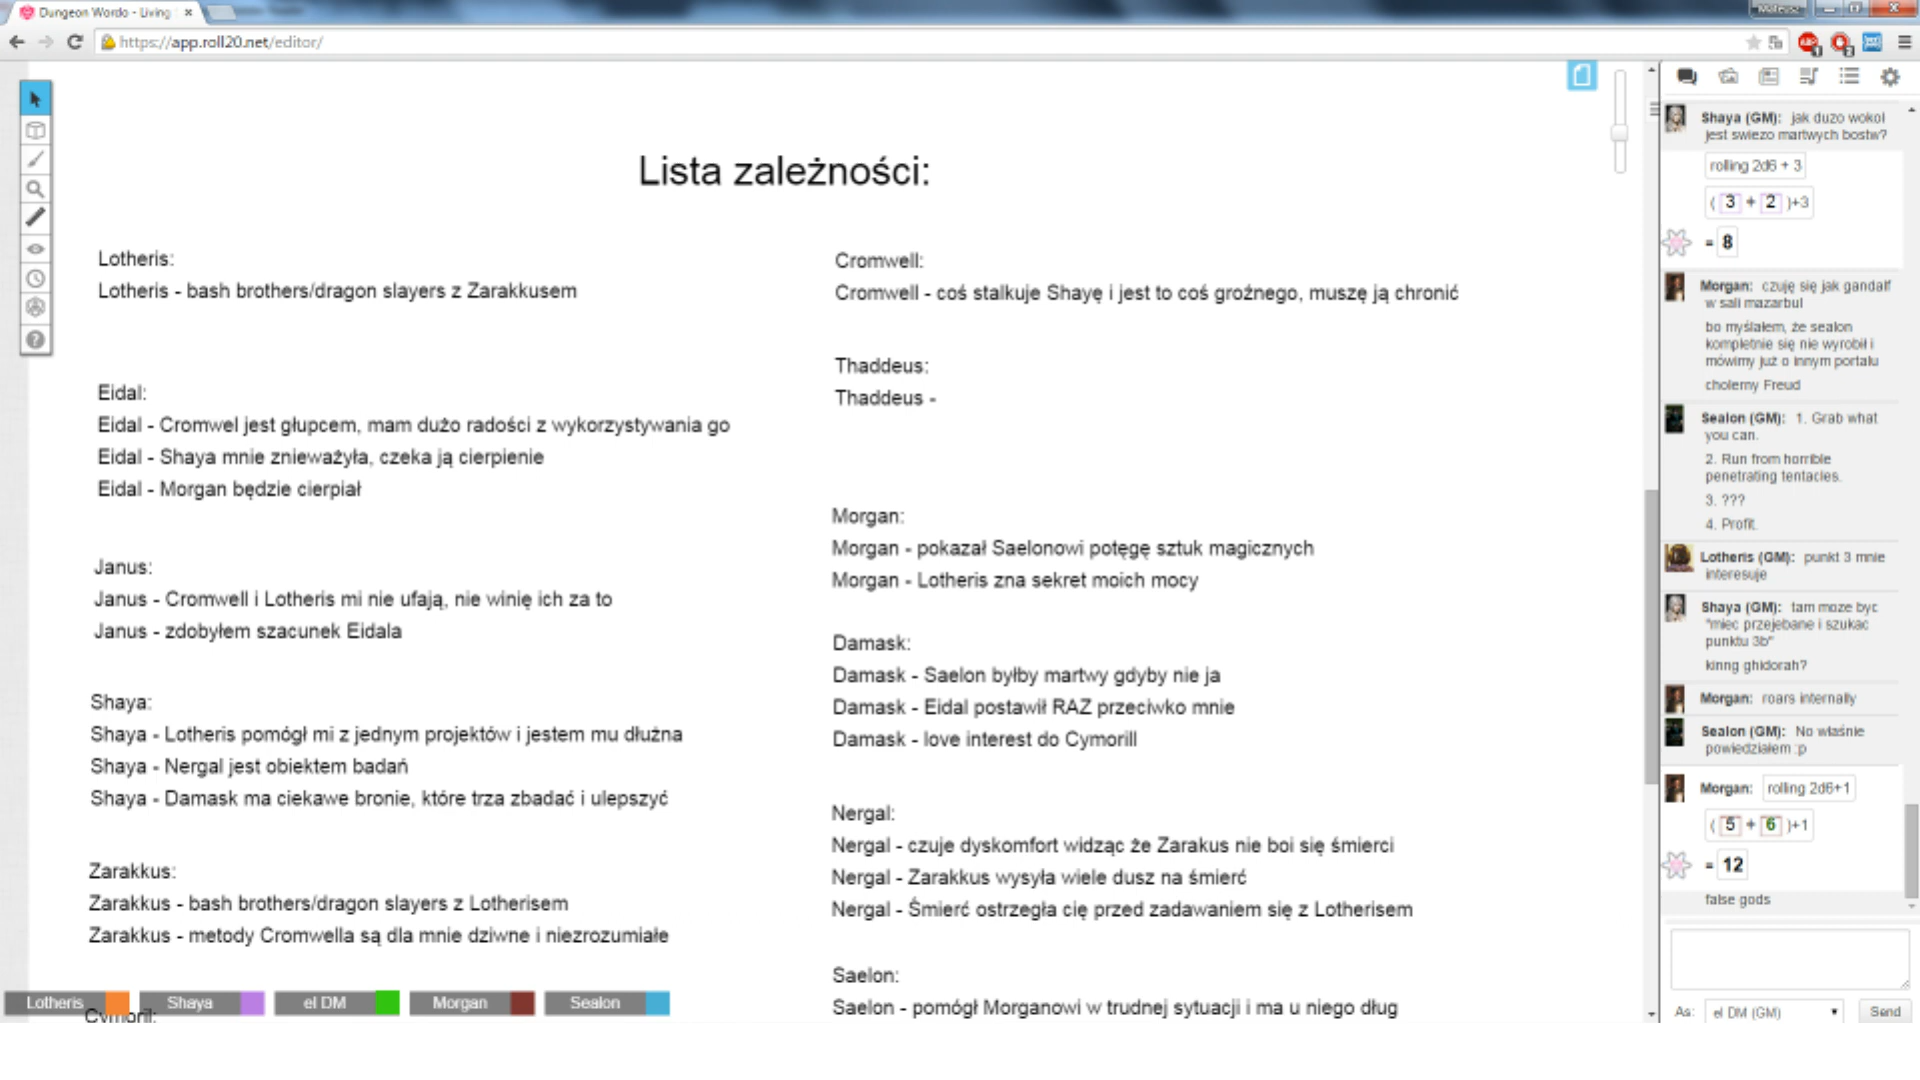 Dungeon Wordo - Living
Mateusz
https://app.roll20.net/editor/
Lista zależności:
Lotheris:
Lotheris - bash brothers/dragon slayers z Zarakkusem
Eidal:
Eidal - Cromwel jest głupcem, mam dużo radości z wykorzystywania go
Eidal - Shaya mnie znieważyła, czeka ją cierpienie
Eidal - Morgan będzie cierpiał
Janus:
Janus - Cromwell i Lotheris mi nie ufają, nie winię ich za to
Janus - zdobyłem szacunek Eidala
Shaya:
Shaya - Lotheris pomógł mi z jednym projektów i jestem mu dłużna
Shaya - Nergal jest obiektem badań
Shaya - Damask ma ciekawe bronie, które trza zbadać i ulepszyć
Zarakkus:
Zarakkus - bash brothers/dragon slayers z Lotherisem
Zarakkus - metody Cromwella są dla mnie dziwne i niezrozumiałe
Cymoril:
Cromwell:
Cromwell - coś stalkuje Shayę i jest to coś groźnego, muszę ją chronić
Thaddeus:
Thaddeus -
Morgan:
Morgan - pokazał Saelonowi potęgę sztuk magicznych
Morgan - Lotheris zna sekret moich mocy
Damask:
Damask - Saelon byłby martwy gdyby nie ja
Damask - Eidal postawił RAZ przeciwko mnie
Damask - love interest do Cymorill
Nergal:
Nergal - czuje dyskomfort widząc że Zarakus nie boi się śmierci
Nergal - Zarakkus wysyła wiele dusz na śmierć
Nergal - Śmierć ostrzegła cię przed zadawaniem się z Lotherisem
Saelon:
Saelon - pomógł Morganowi w trudnej sytuacji i ma u niego dług
Lotheris
Shaya
el DM
Morgan
Sealon
Shaya (GM): jak duzo wokol
jest swiezo martwych bostw?
rolling 2d6 + 3
( 3 + 2 )+3
= 8
Morgan: czuję się jak gandalf
w sali mazarbul
bo myślałem, że sealon
kompletnie się nie wyrobił i
mówimy już o innym portalu
cholerny Freud
Sealon (GM): 1. Grab what
you can.
2. Run from horrible
penetrating tentacles.
3. ???
4. Profit.
Lotheris (GM): punkt 3 mnie
interesuje
Shaya (GM): tam moze byc
"miec przejebane i szukac
punktu 3b"
kinng ghidorah?
Morgan: roars internally
Sealon (GM): No właśnie
powiedziałem :p
Morgan: rolling 2d6+1
( 5 + 6 )+1
= 12
false gods
As: el DM (GM)
Send